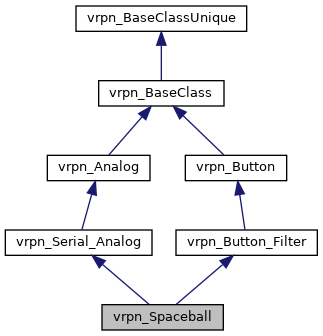 vrpn_BaseClassUnique
vrpn_BaseClass
vrpn_Analog
vrpn_Button
vrpn_Serial_Analog
vrpn_Button_Filter
vrpn_Spaceball